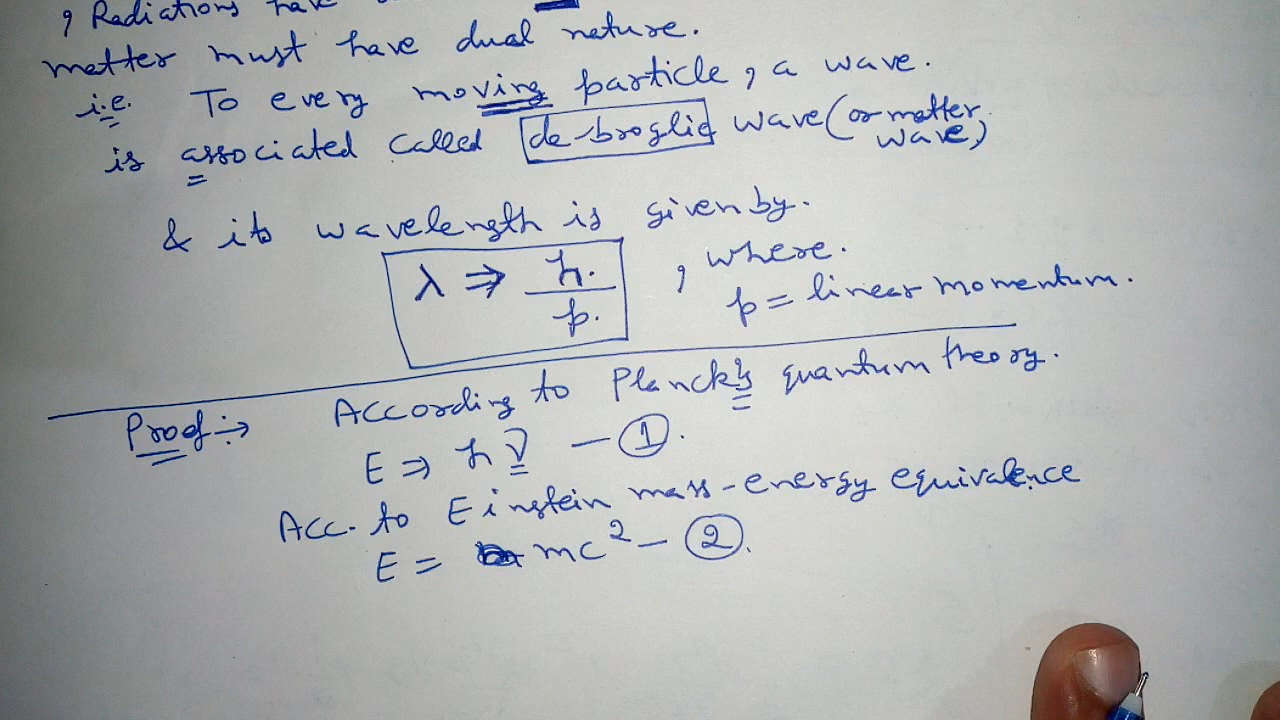 , Radiations have
matter must have dual nature.
i.e. To every moving particle, a wave.
is associated called de-broglie wave (or matter wave)
& its wavelength is given by.
λ ⇒ h. / p. , where.
p = linear momentum.
Proof :→ According to Planck's quantum theory.
E ⇒ hν — ①.
Acc. to Einstein mass-energy equivalence
E = mc² — ②.